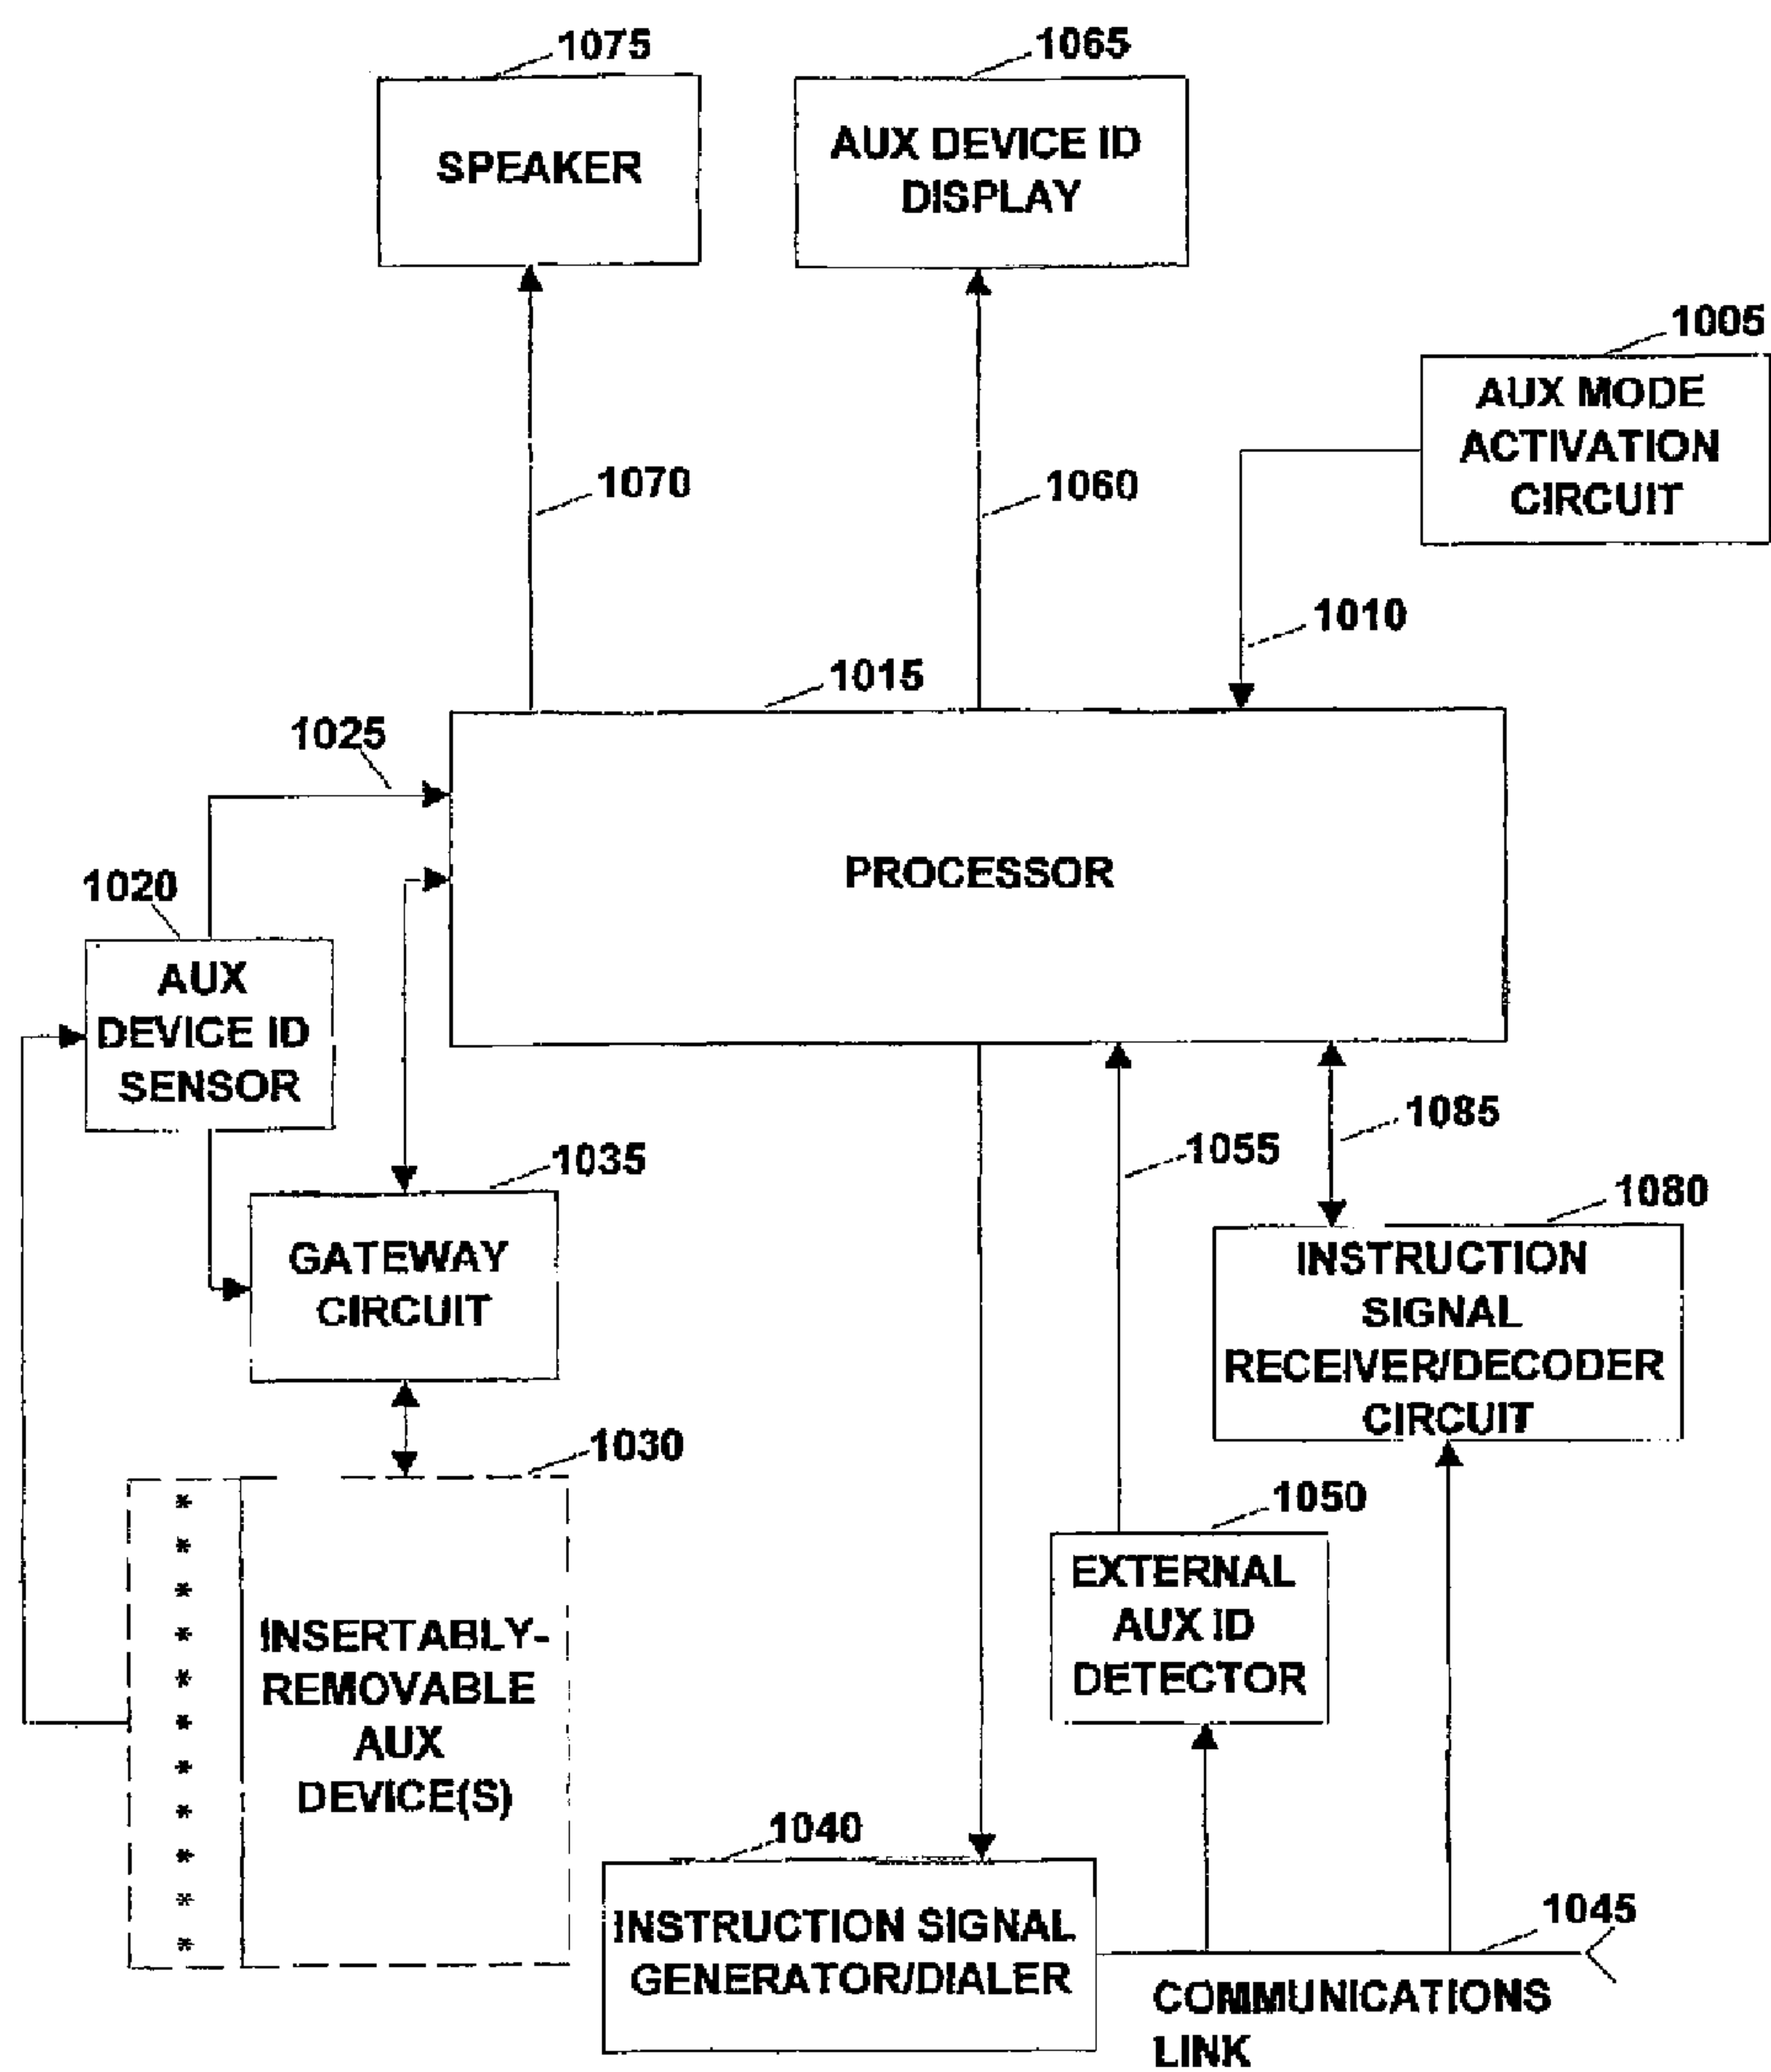 1075
SPEAKER
1065
AUX DEVICE ID
DISPLAY
1005
AUX MODE
ACTIVATION
CIRCUIT
1070
1060
1010
1015
1025
PROCESSOR
1020
AUX
DEVICE ID
SENSOR
1085
1055
1035
GATEWAY
CIRCUIT
1080
INSTRUCTION
SIGNAL
RECEIVER/DECODER
CIRCUIT
1030
*
*
*
*
*
*
*
*
*
*
*
INSERTABLY-
REMOVABLE
AUX
DEVICE(S)
1050
EXTERNAL
AUX ID
DETECTOR
1040
INSTRUCTION SIGNAL
GENERATOR/DIALER
1045
COMMUNICATIONS
LINK